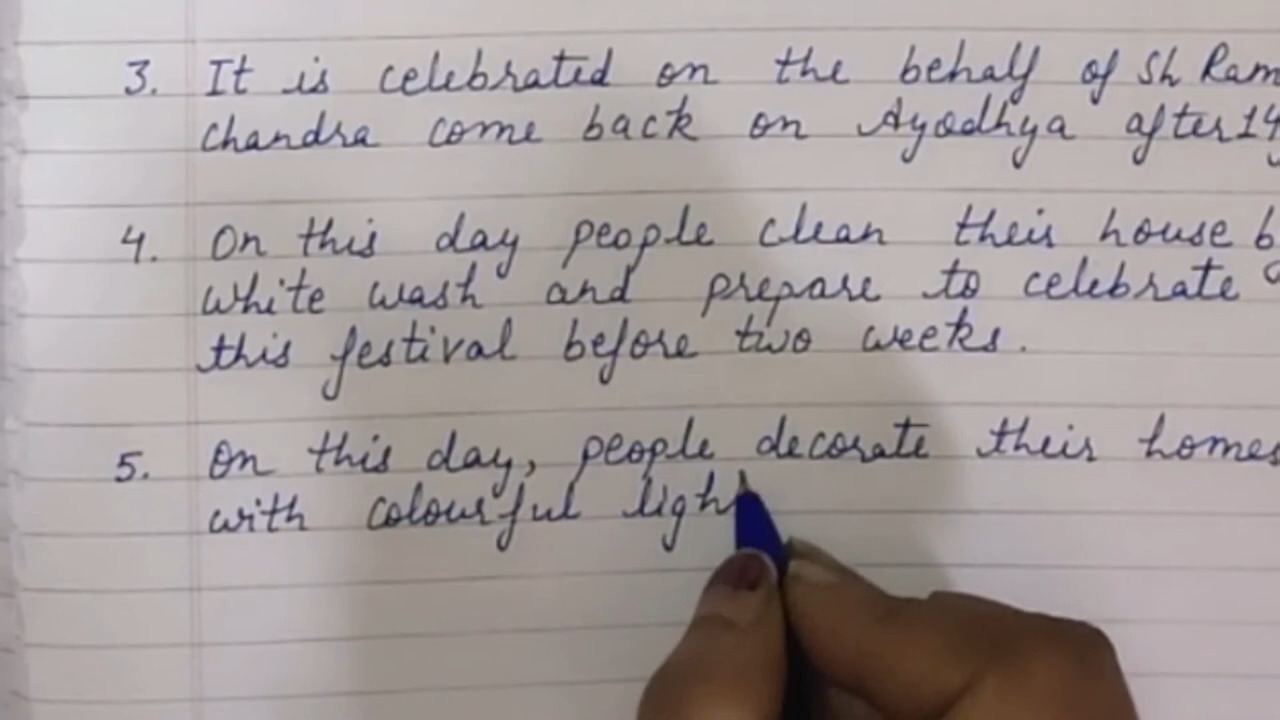 3. It is celebrated on the behalf of Sh Ram
Chandra come back on Ayodhya after 14
4. On this day people clean their house
white wash and prepare to celebrate
this festival before two weeks.
5. On this day, people decorate their homes
with colourful ligh